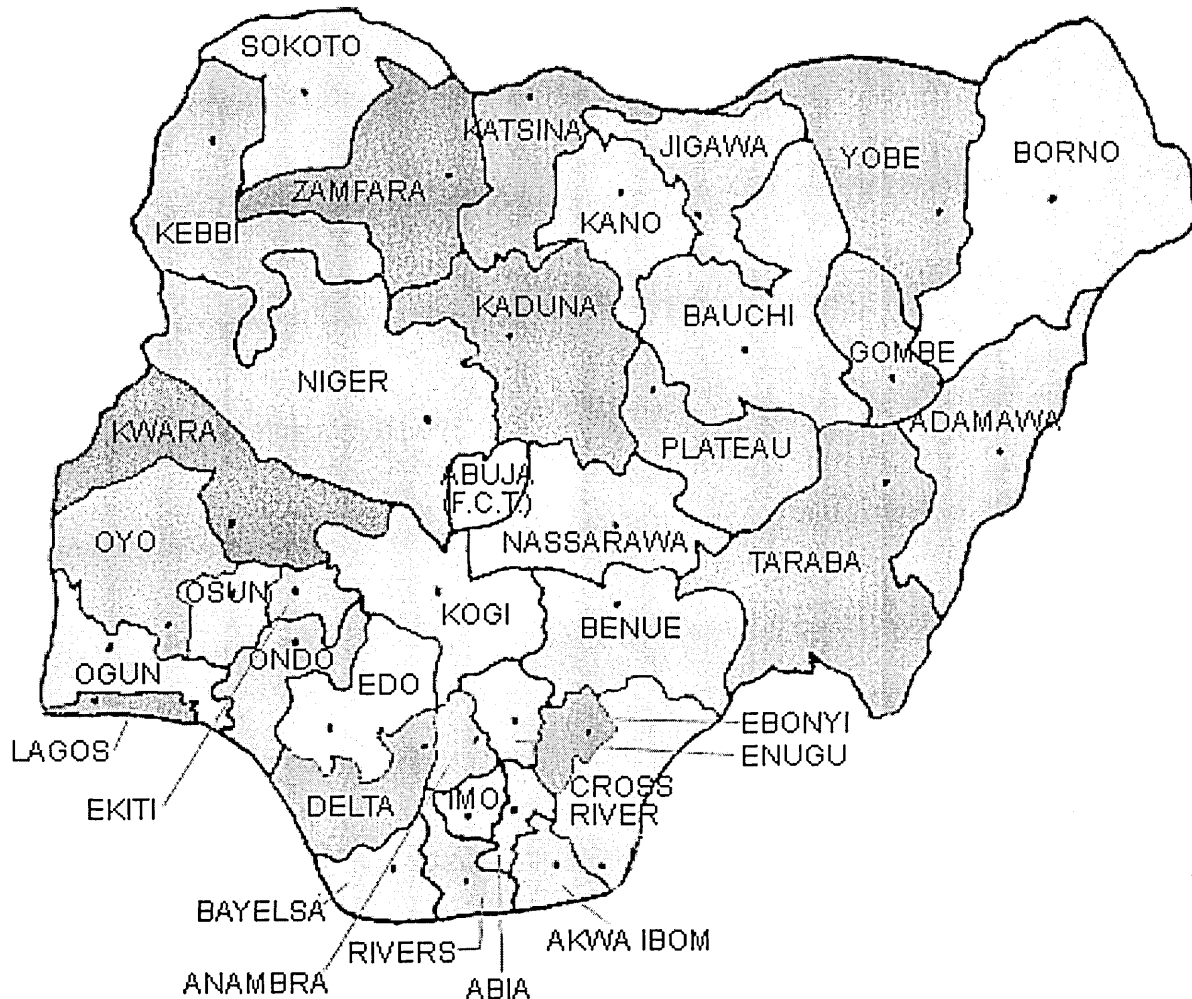 SOKOTO
KATSINA
JIGAWA
YOBE
BORNO
ZAMFARA
KEBBI
KANO
KADUNA
BAUCHI
GOMBE
NIGER
ADAMAWA
KWARA
PLATEAU
ABUJA
(F.C.T.)
NASSARAWA
OYO
TARABA
OSUN
KOGI
BENUE
OGUN
ONDO
EDO
EBONYI
ENUGU
LAGOS
CROSS
RIVER
EKITI
DELTA
IMO
BAYELSA
RIVERS
AKWA IBOM
ANAMBRA
ABIA